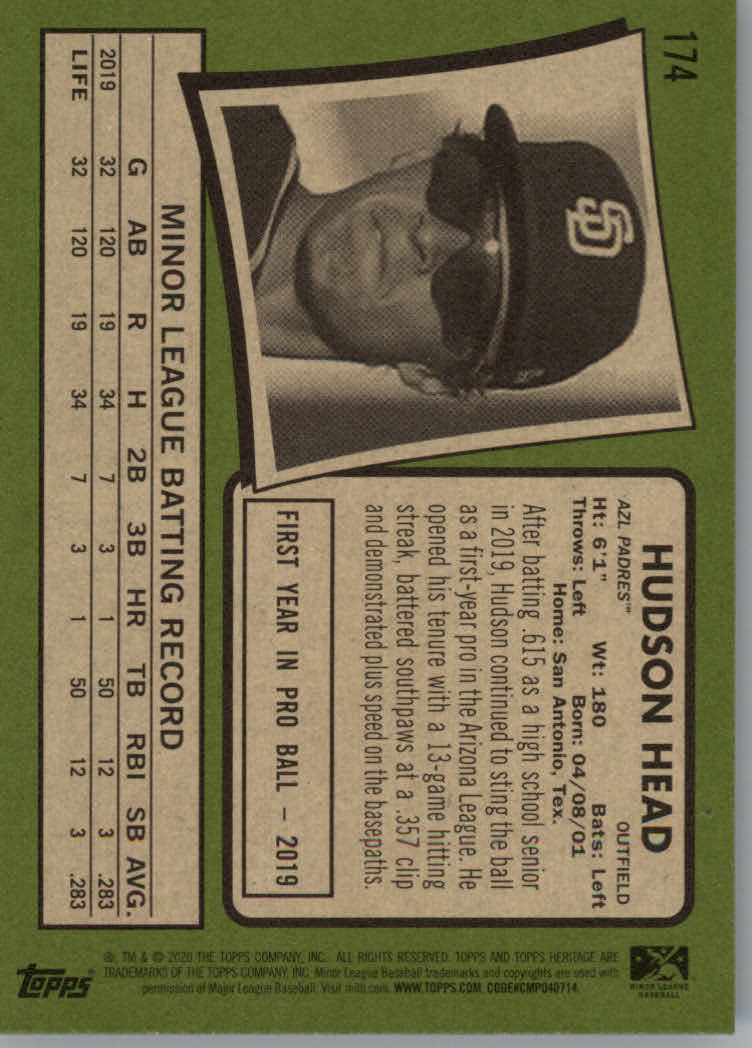 174
SD
HUDSON HEAD
AZL PADRES™ OUTFIELD
Ht: 6'1" Wt: 180 Bats: Left
Throws: Left Born: 04/08/01
Home: San Antonio, Tex.
After batting .615 as a high school senior
in 2019, Hudson continued to sting the ball
as a first-year pro in the Arizona League. He
opened his tenure with a 13-game hitting
streak, battered southpaws at a .357 clip
and demonstrated plus speed on the basepaths.
FIRST YEAR IN PRO BALL – 2019
MINOR LEAGUE BATTING RECORD
G AB R H 2B 3B HR TB RBI SB AVG.
2019 32 120 19 34 7 3 1 50 12 3 .283
LIFE 32 120 19 34 7 3 1 50 12 3 .283
MINOR LEAGUE
BASEBALL
®, TM & © 2020 THE TOPPS COMPANY, INC. ALL RIGHTS RESERVED. TOPPS AND TOPPS HERITAGE ARE
TRADEMARKS OF THE TOPPS COMPANY, INC. Minor League Baseball trademarks and copyrights are used with
permission of Major League Baseball. Visit milb.com. WWW.TOPPS.COM. CODE#CMP040714.
topps®